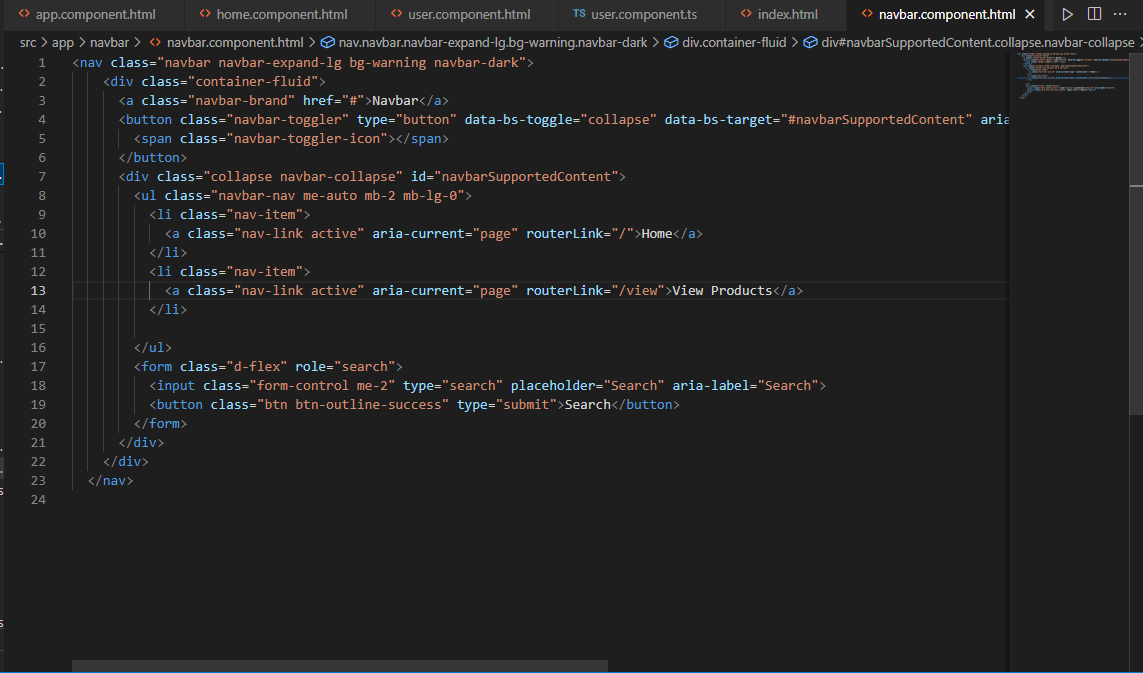 app.component.html home.component.html user.component.html TS user.component.ts index.html navbar.component.html
src > app > navbar > navbar.component.html > nav.navbar.navbar-expand-lg.bg-warning.navbar-dark > div.container-fluid > div#navbarSupportedContent.collapse.navbar-collapse >
1 <nav class="navbar navbar-expand-lg bg-warning navbar-dark">
2 <div class="container-fluid">
3 <a class="navbar-brand" href="#">Navbar</a>
4 <button class="navbar-toggler" type="button" data-bs-toggle="collapse" data-bs-target="#navbarSupportedContent" aria
5 <span class="navbar-toggler-icon"></span>
6 </button>
7 <div class="collapse navbar-collapse" id="navbarSupportedContent">
8 <ul class="navbar-nav me-auto mb-2 mb-lg-0">
9 <li class="nav-item">
10 <a class="nav-link active" aria-current="page" routerLink="/">Home</a>
11 </li>
12 <li class="nav-item">
13 <a class="nav-link active" aria-current="page" routerLink="/view">View Products</a>
14 </li>
15
16 </ul>
17 <form class="d-flex" role="search">
18 <input class="form-control me-2" type="search" placeholder="Search" aria-label="Search">
19 <button class="btn btn-outline-success" type="submit">Search</button>
20 </form>
21 </div>
22 </div>
23 </nav>
24